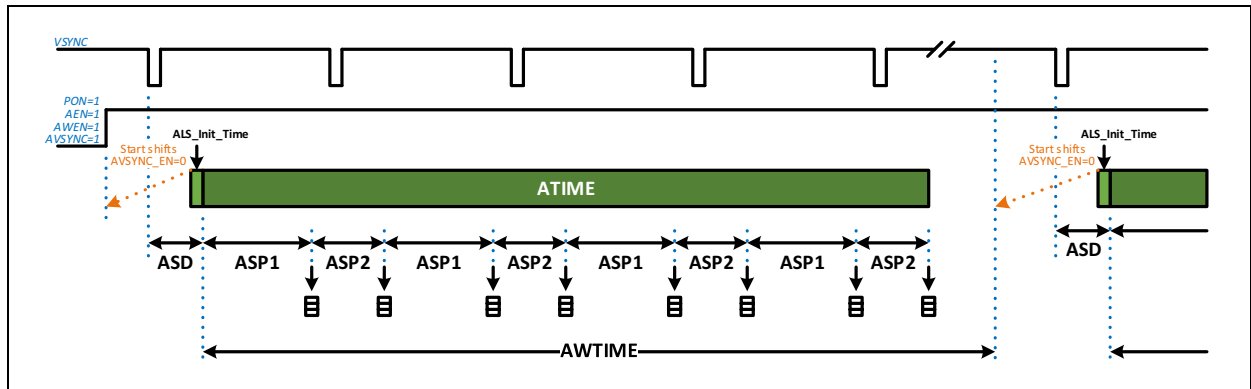 VSYNC
PON=1
AEN=1
AWEN=1
AVSYNC=1
ALS_Init_Time
Start shifts
AVSYNC_EN=0
ATIME
ALS_Init_Time
Start shifts
AVSYNC_EN=0
ASD ASP1 ASP2 ASP1 ASP2 ASP1 ASP2 ASP1 ASP2 ASD
AWTIME